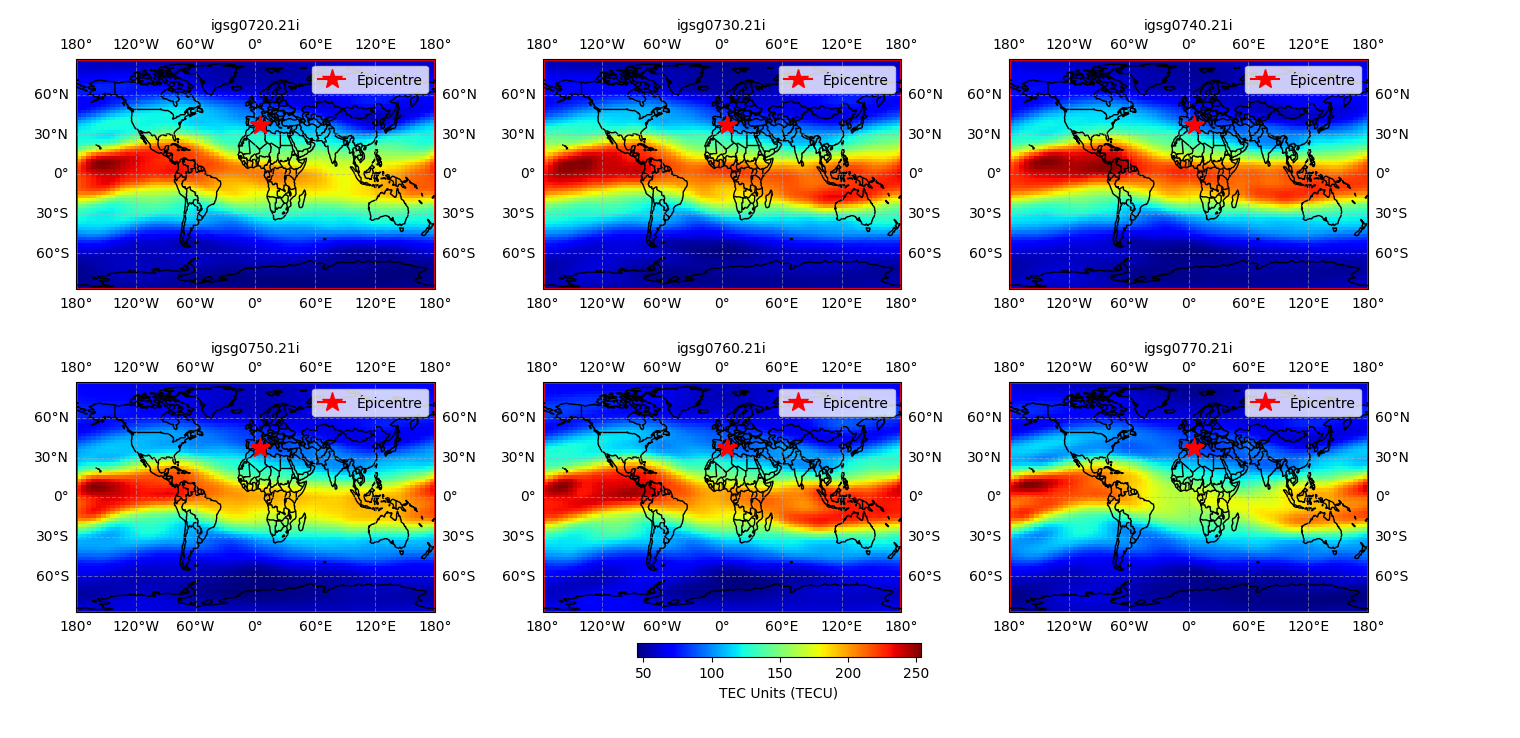 igsg0720.21i igsg0730.21i igsg0740.21i
180° 120°W 60°W 0° 60°E 120°E 180° 180° 120°W 60°W 0° 60°E 120°E 180° 180° 120°W 60°W 0° 60°E 120°E 180°
Épicentre Épicentre Épicentre
60°N 60°N 60°N 60°N 60°N 60°N
30°N 30°N 30°N 30°N 30°N 30°N
0° 0° 0° 0° 0° 0°
30°S 30°S 30°S 30°S 30°S 30°S
60°S 60°S 60°S 60°S 60°S 60°S
180° 120°W 60°W 0° 60°E 120°E 180° 180° 120°W 60°W 0° 60°E 120°E 180° 180° 120°W 60°W 0° 60°E 120°E 180°
igsg0750.21i igsg0760.21i igsg0770.21i
180° 120°W 60°W 0° 60°E 120°E 180° 180° 120°W 60°W 0° 60°E 120°E 180° 180° 120°W 60°W 0° 60°E 120°E 180°
Épicentre Épicentre Épicentre
60°N 60°N 60°N 60°N 60°N 60°N
30°N 30°N 30°N 30°N 30°N 30°N
0° 0° 0° 0° 0° 0°
30°S 30°S 30°S 30°S 30°S 30°S
60°S 60°S 60°S 60°S 60°S 60°S
180° 120°W 60°W 0° 60°E 120°E 180° 180° 120°W 60°W 0° 60°E 120°E 180° 180° 120°W 60°W 0° 60°E 120°E 180°
50 100 150 200 250
TEC Units (TECU)